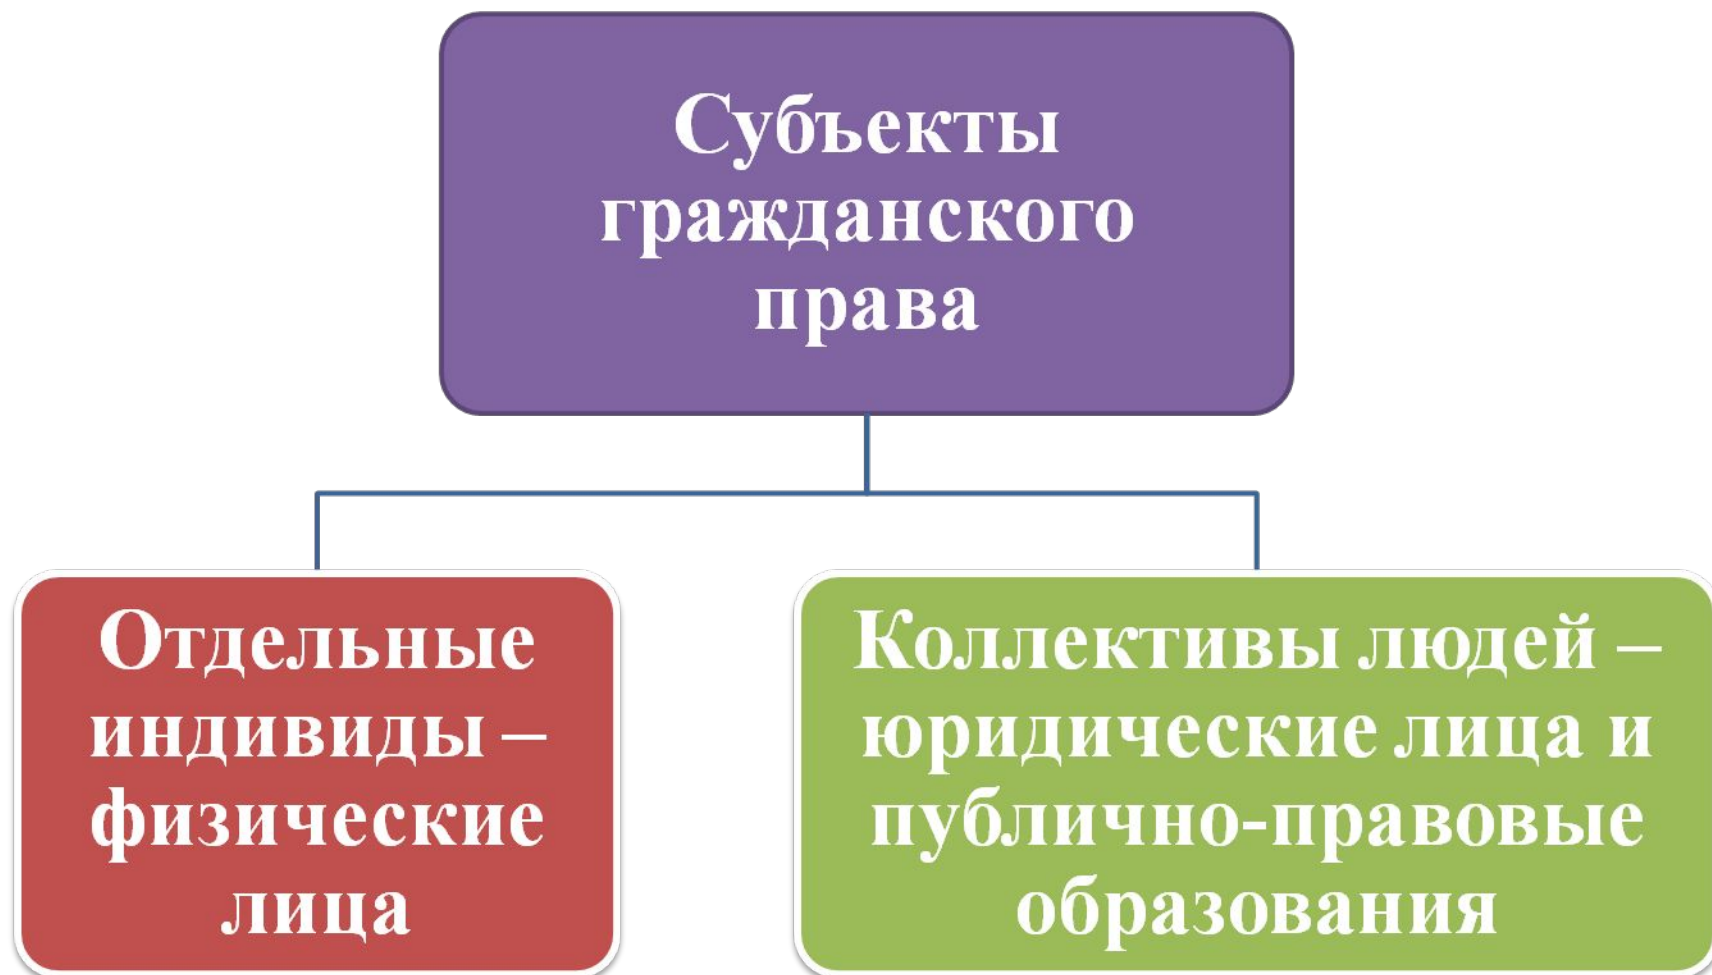 Субъекты
гражданского
права
Отдельные
индивиды –
физические
лица
Коллективы людей –
юридические лица и
публично-правовые
образования